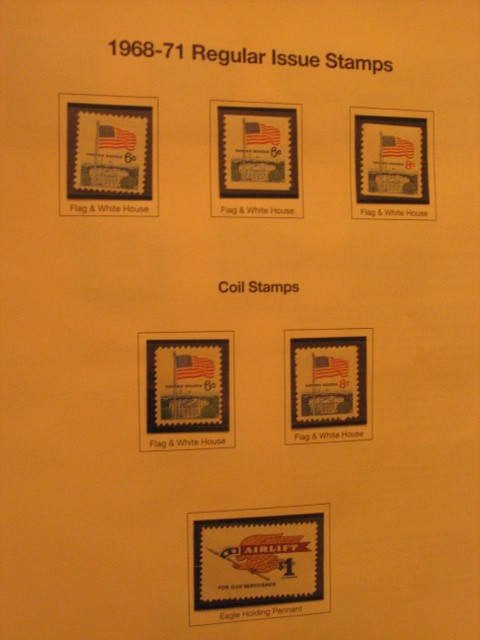 1968-71 Regular Issue Stamps
6c
6c
8c
Flag & White House
Flag & White House
Flag & White House
Coil Stamps
6c
8c
Flag & White House
Flag & White House
AIRLIFT
$1
FOR OUR SERVICEMEN
Eagle Holding Pennant